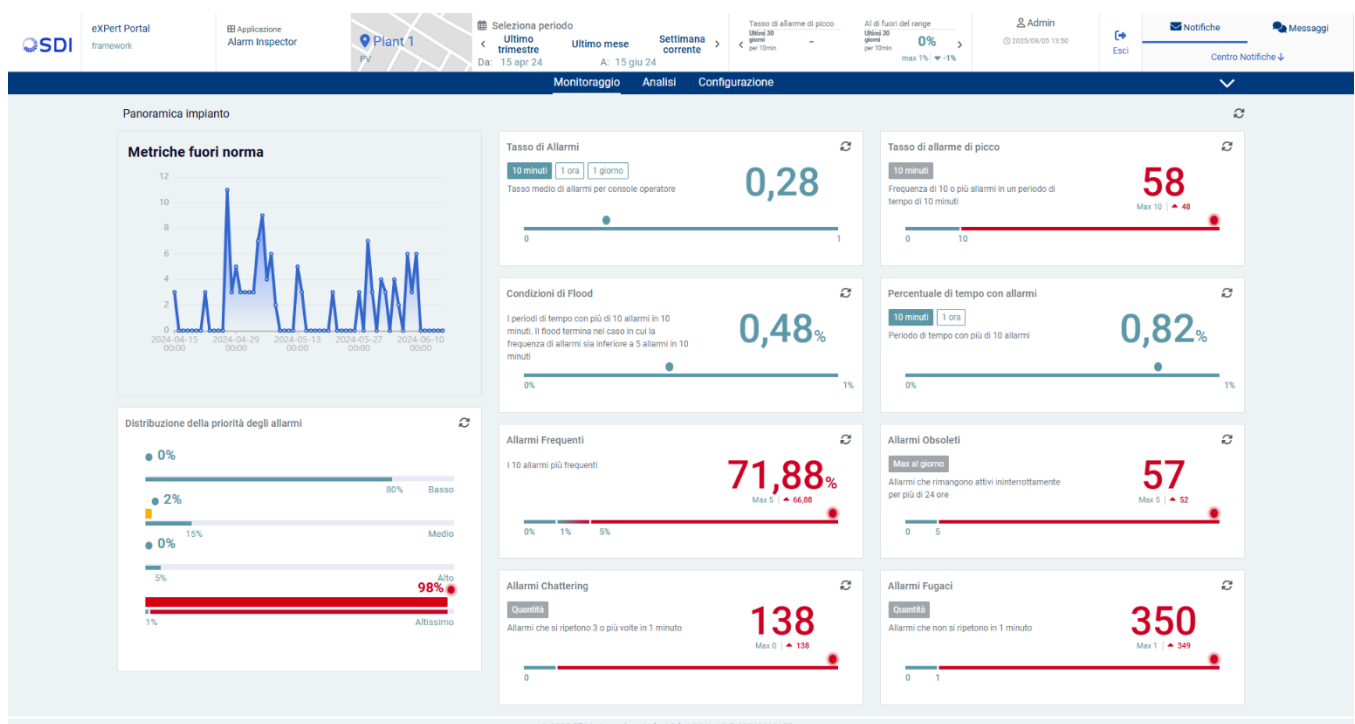 SDI
eXPert Portal
framework
Applicazione
Alarm Inspector
Plant 1
PV
Seleziona periodo
Ultimo trimestre
Ultimo mese
Settimana corrente
Da: 15 apr 24
A: 15 giu 24
Tasso di allarme di picco
Ultimi 30 giorni
per 10min
-
Al di fuori del range
Ultimi 30 giorni
per 10min
0%
max 1% -1%
Admin
2025/08/05 13:50
Esci
Notifiche
Messaggi
Centro Notifiche
Monitoraggio Analisi Configurazione
Panoramica impianto
Metriche fuori norma
12
10
8
6
4
2
0
2024-04-15 2024-04-29 2024-05-13 2024-05-27 2024-06-10
00:00 00:00 00:00 00:00 00:00
Distribuzione della priorità degli allarmi
0%
80% Basso
2%
15% Medio
0%
5% Alto
98%
1% Altissimo
Tasso di Allarmi
10 minuti 1 ora 1 giorno
Tasso medio di allarmi per console operatore
0,28
0 1
Tasso di allarme di picco
10 minuti
Frequenza di 10 o più allarmi in un periodo di
tempo di 10 minuti
58
Max 10 | 48
0 10
Condizioni di Flood
I periodi di tempo con più di 10 allarmi in 10
minuti. Il flood termina nel caso in cui la
frequenza di allarmi sia inferiore a 5 allarmi in 10
minuti
0,48%
0% 1%
Percentuale di tempo con allarmi
10 minuti 1 ora
Periodo di tempo con più di 10 allarmi
0,82%
0% 1%
Allarmi Frequenti
I 10 allarmi più frequenti
71,88%
Max 5 | 66,88
0% 1% 5%
Allarmi Obsoleti
Max al giorno
Allarmi che rimangono attivi ininterrottamente
per più di 24 ore
57
Max 5 | 52
0 5
Allarmi Chattering
Quantità
Allarmi che si ripetono 3 o più volte in 1 minuto
138
Max 0 | 138
0
Allarmi Fugaci
Quantità
Allarmi che non si ripetono in 1 minuto
350
Max 1 | 349
0 1